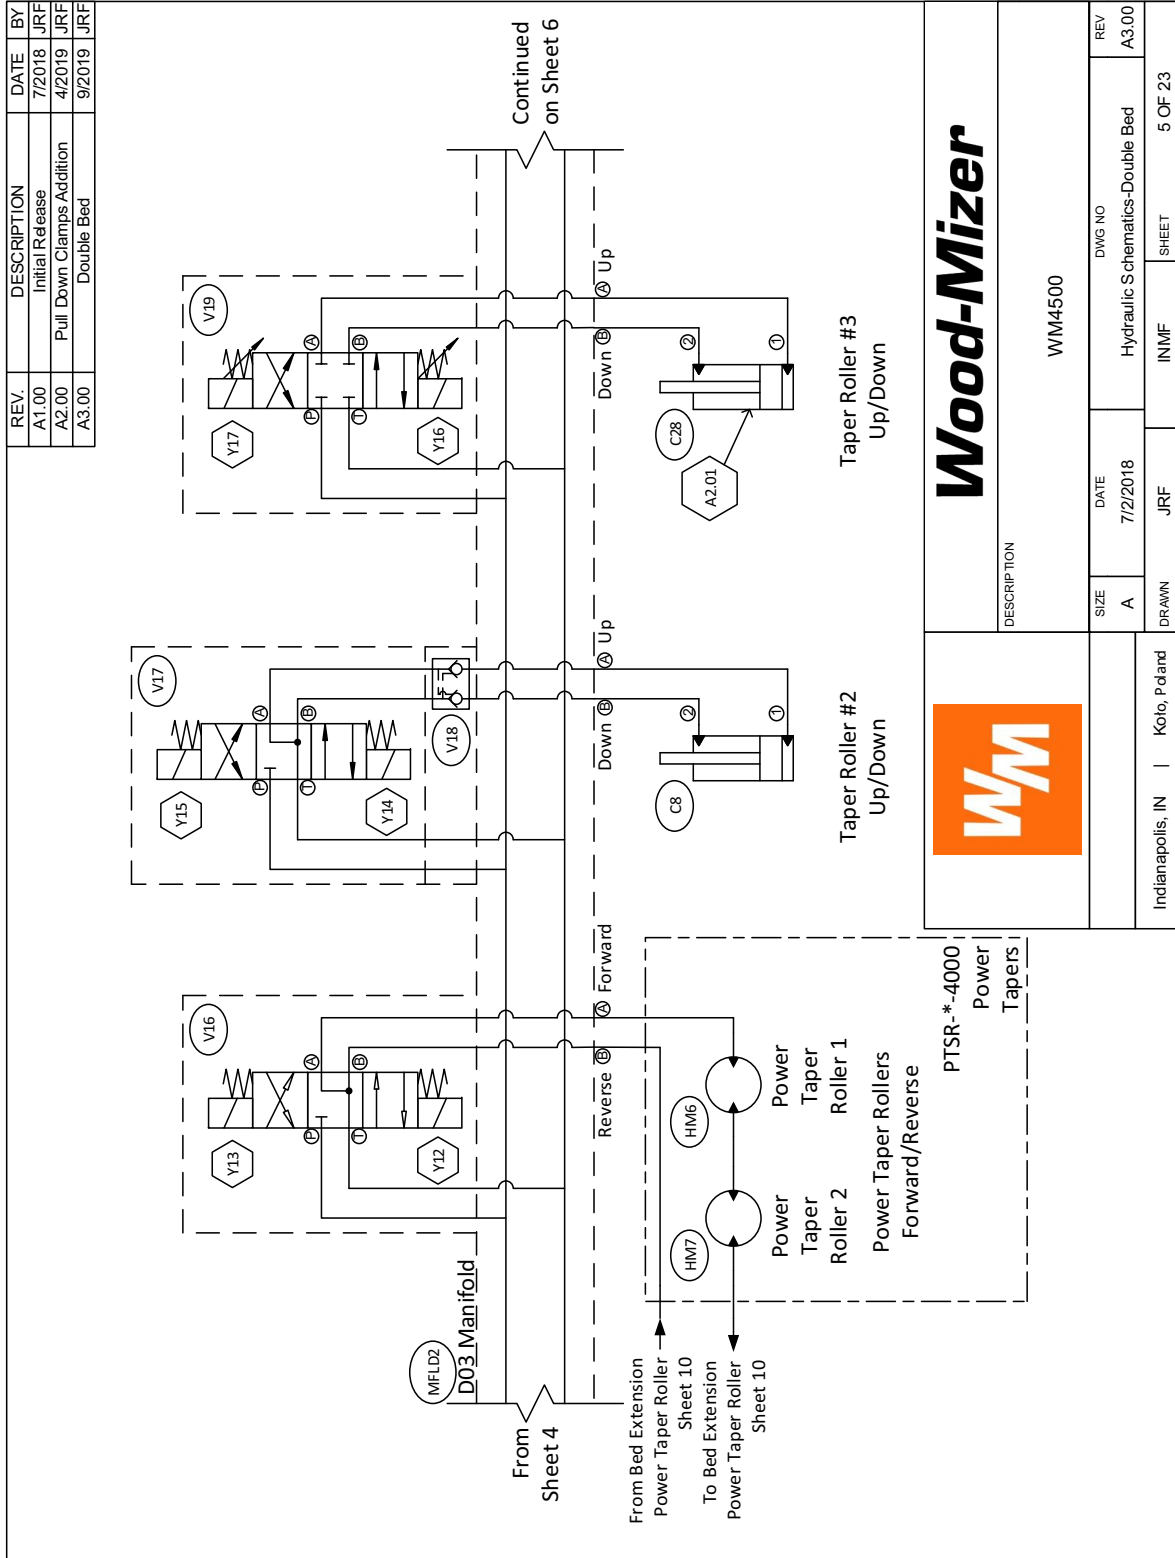 REV. DESCRIPTION DATE BY
A1.00 Initial Release 7/2018 JRF
A2.00 Pull Down Clamps Addition 4/2019 JRF
A3.00 Double Bed 9/2019 JRF
V16
Y13
Y12
P
T
A
B
V17
Y15
Y14
P
T
A
B
V18
V19
Y17
Y16
P
T
A
B
MFLD2
D03 Manifold
From
Sheet 4
Continued
on Sheet 6
Reverse B A Forward
Down B A Up
Down B A Up
From Bed Extension
Power Taper Roller
Sheet 10
To Bed Extension
Power Taper Roller
Sheet 10
HM7
HM6
Power
Taper
Roller 2
Power
Taper
Roller 1
Power Taper Rollers
Forward/Reverse
PTSR-*-4000
Power
Tapers
C8
2
1
Taper Roller #2
Up/Down
C28
2
1
A2.01
Taper Roller #3
Up/Down
WM
Indianapolis, IN | Koło, Poland
Wood-Mizer
DESCRIPTION
WM4500
SIZE DATE DWG NO REV
A 7/2/2018 Hydraulic Schematics-Double Bed A3.00
DRAWN JRF INMF SHEET 5 OF 23